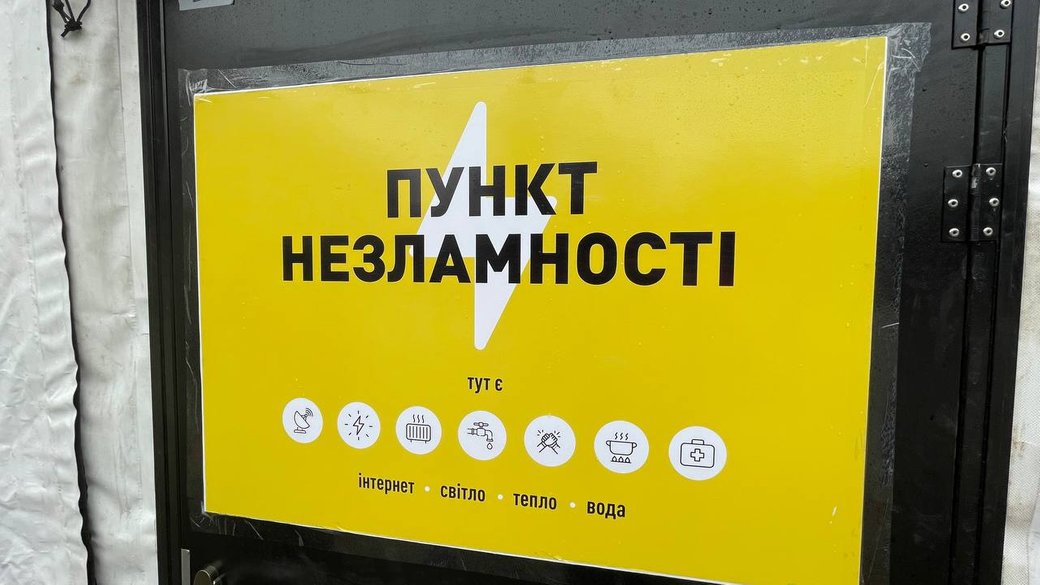 ПУНКТ
НЕЗЛАМНОСТІ
тут є
інтернет • світло • тепло • вода